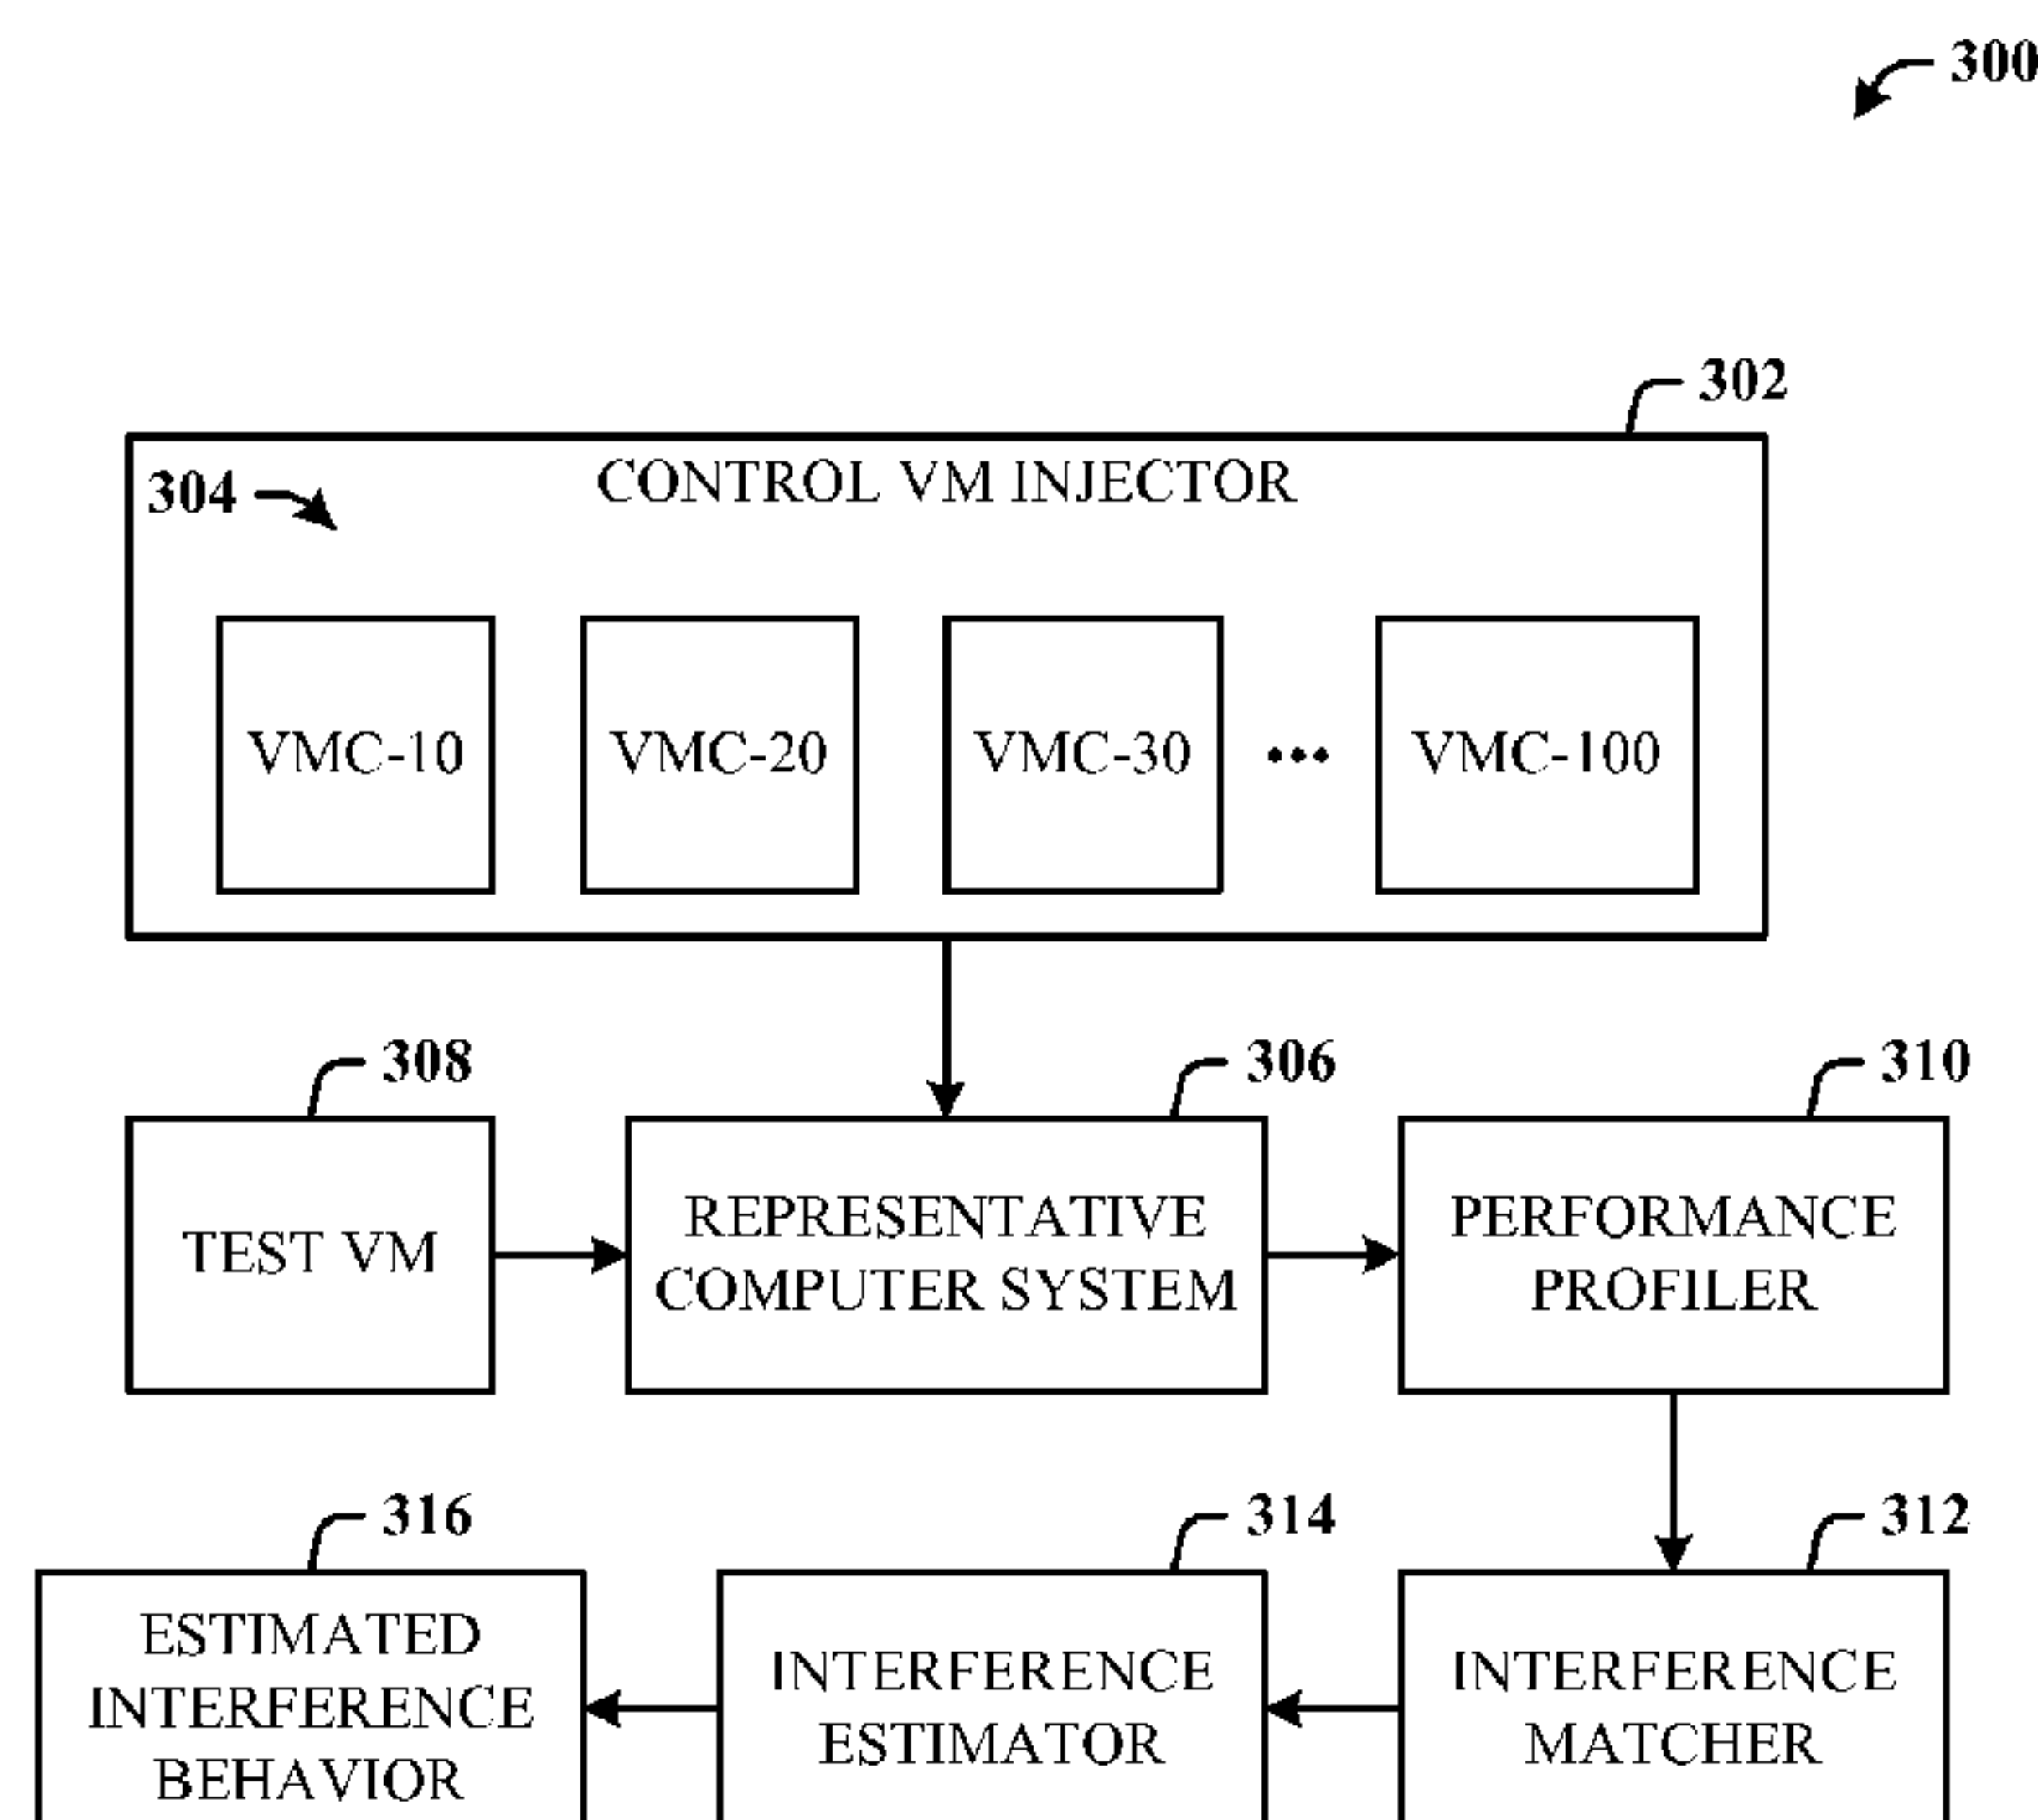 300
302
304
CONTROL VM INJECTOR
VMC-10
VMC-20
VMC-30
•••
VMC-100
308
306
310
TEST VM
REPRESENTATIVE
COMPUTER SYSTEM
PERFORMANCE
PROFILER
316
314
312
ESTIMATED
INTERFERENCE
BEHAVIOR
INTERFERENCE
ESTIMATOR
INTERFERENCE
MATCHER